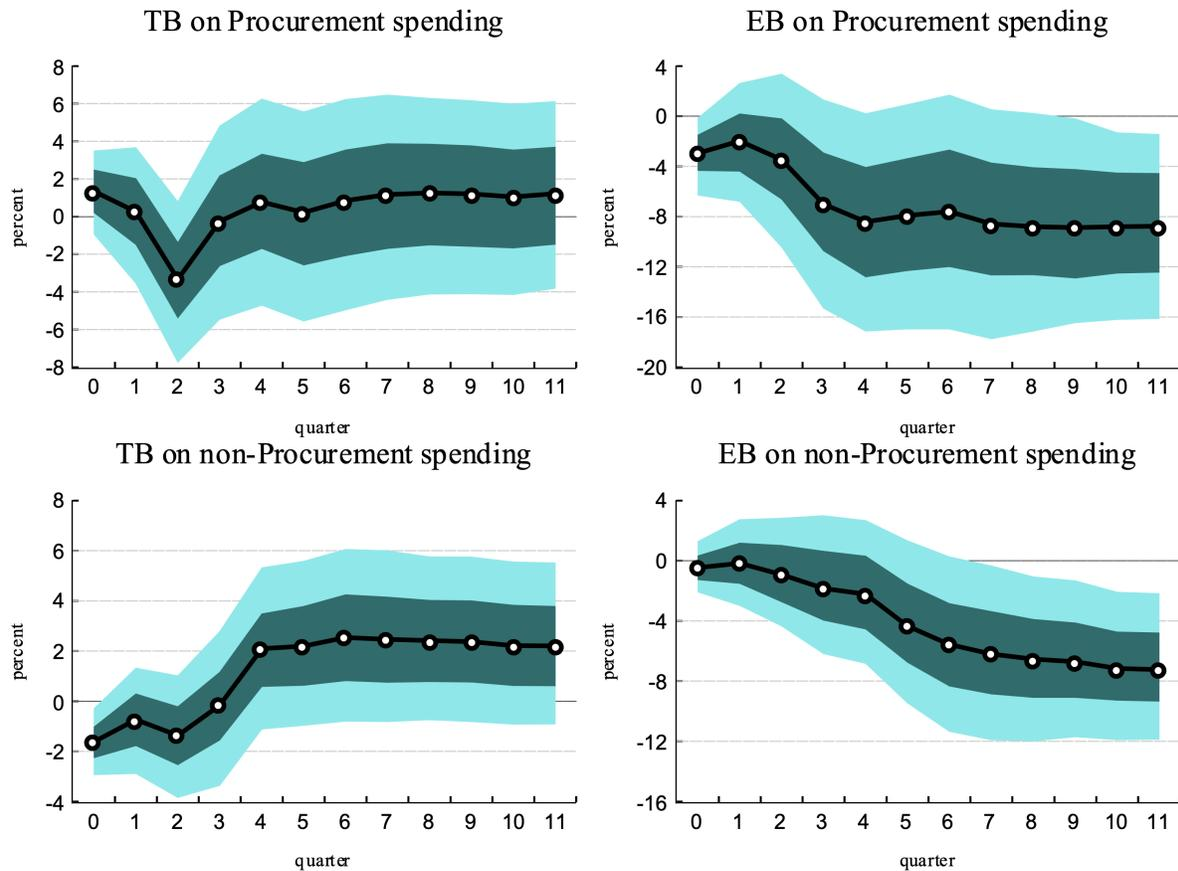 TB on Procurement spending
percent
8
6
4
2
0
-2
-4
-6
-8
0 1 2 3 4 5 6 7 8 9 10 11
quarter
EB on Procurement spending
percent
4
0
-4
-8
-12
-16
-20
0 1 2 3 4 5 6 7 8 9 10 11
quarter
TB on non-Procurement spending
percent
8
6
4
2
0
-2
-4
0 1 2 3 4 5 6 7 8 9 10 11
quarter
EB on non-Procurement spending
percent
4
0
-4
-8
-12
-16
0 1 2 3 4 5 6 7 8 9 10 11
quarter